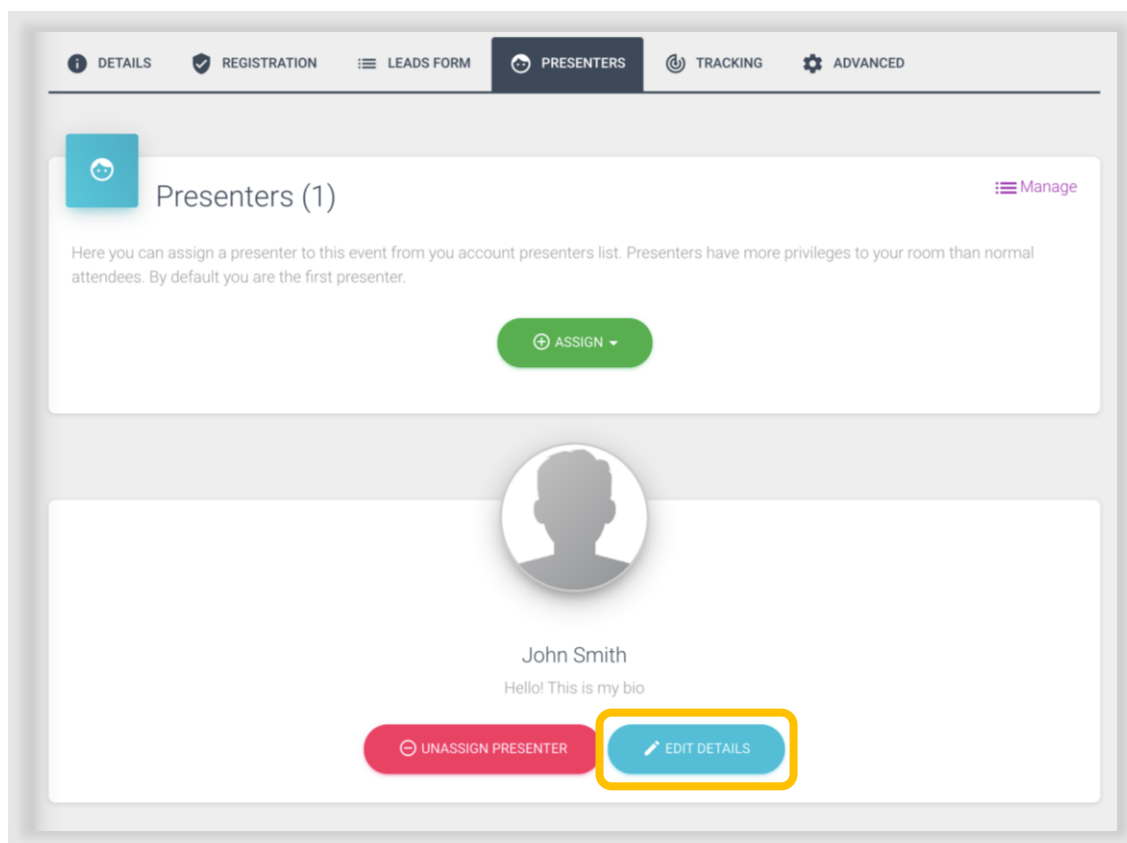 DETAILS REGISTRATION LEADS FORM PRESENTERS TRACKING ADVANCED
Presenters (1)
Manage
Here you can assign a presenter to this event from you account presenters list. Presenters have more privileges to your room than normal
attendees. By default you are the first presenter.
ASSIGN
John Smith
Hello! This is my bio
UNASSIGN PRESENTER EDIT DETAILS